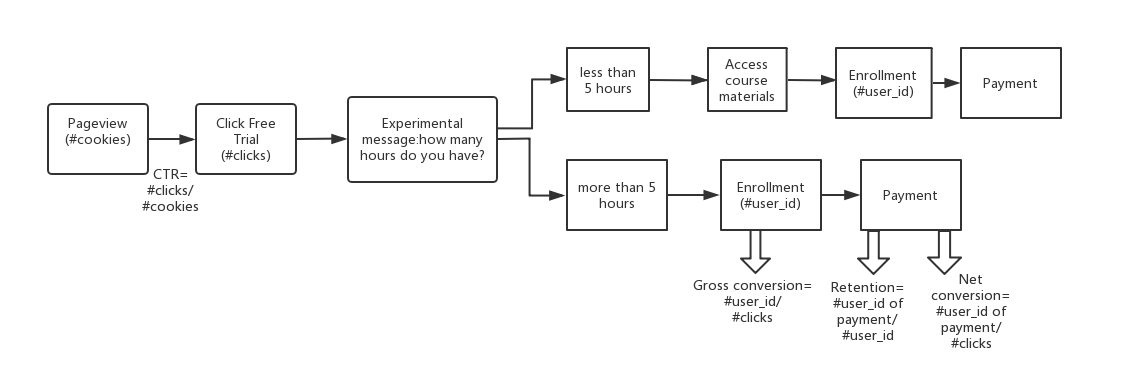 Pageview
(#cookies)
CTR=
#clicks/
#cookies
Click Free
Trial
(#clicks)
Experimental
message:how many
hours do you have?
less than
5 hours
Access
course
materials
Enrollment
(#user_id)
Payment
more than 5
hours
Enrollment
(#user_id)
Payment
Gross conversion=
#user_id/
#clicks
Retention=
#user_id of
payment/
#user_id
Net
conversion=
#user_id of
payment/
#clicks